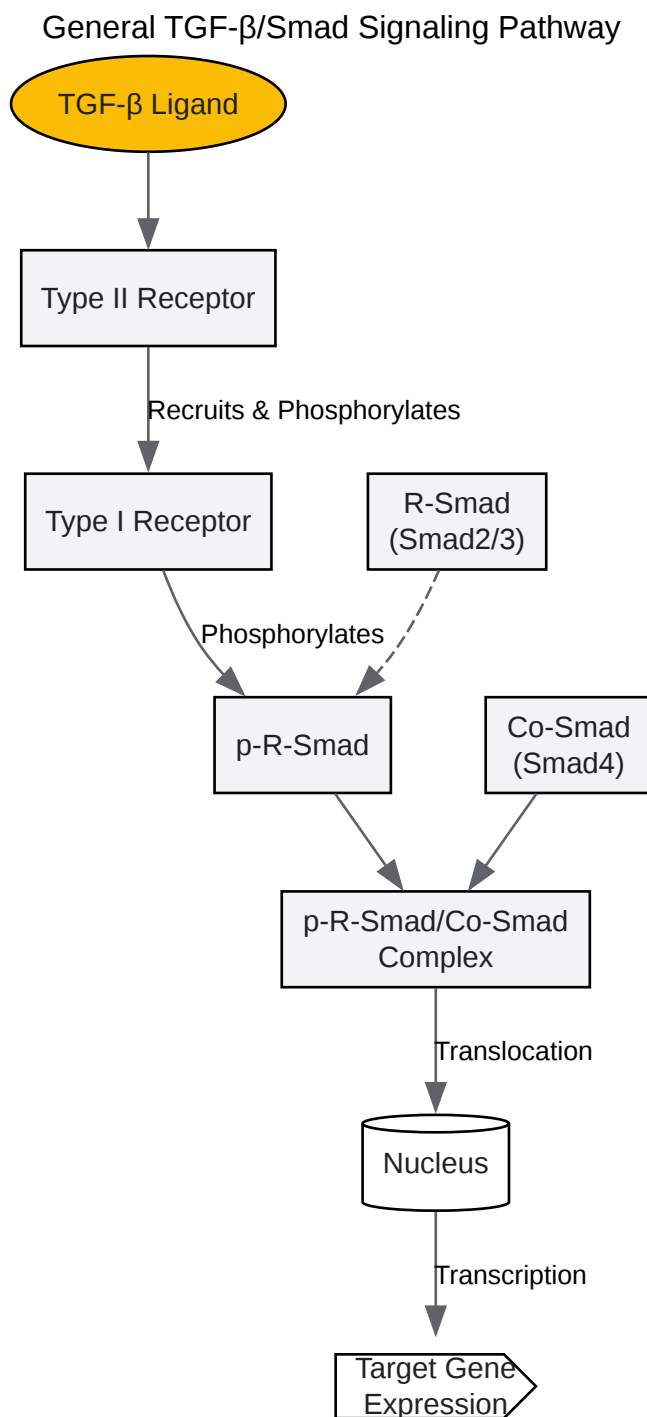 General TGF-β/Smad Signaling Pathway
TGF-β Ligand
Type II Receptor
Recruits & Phosphorylates
Type I Receptor
R-Smad
(Smad2/3)
Phosphorylates
p-R-Smad
Co-Smad
(Smad4)
p-R-Smad/Co-Smad
Complex
Translocation
Nucleus
Transcription
Target Gene
Expression